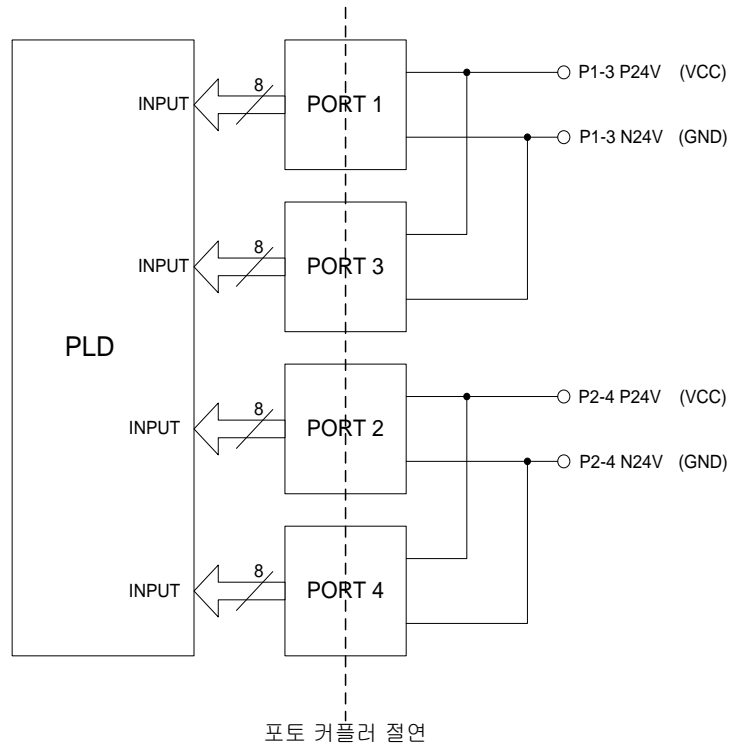 8
INPUT
PORT 1
P1-3 P24V (VCC)
P1-3 N24V (GND)
8
INPUT
PORT 3
PLD
8
INPUT
PORT 2
P2-4 P24V (VCC)
P2-4 N24V (GND)
8
INPUT
PORT 4
포토 커플러 절연